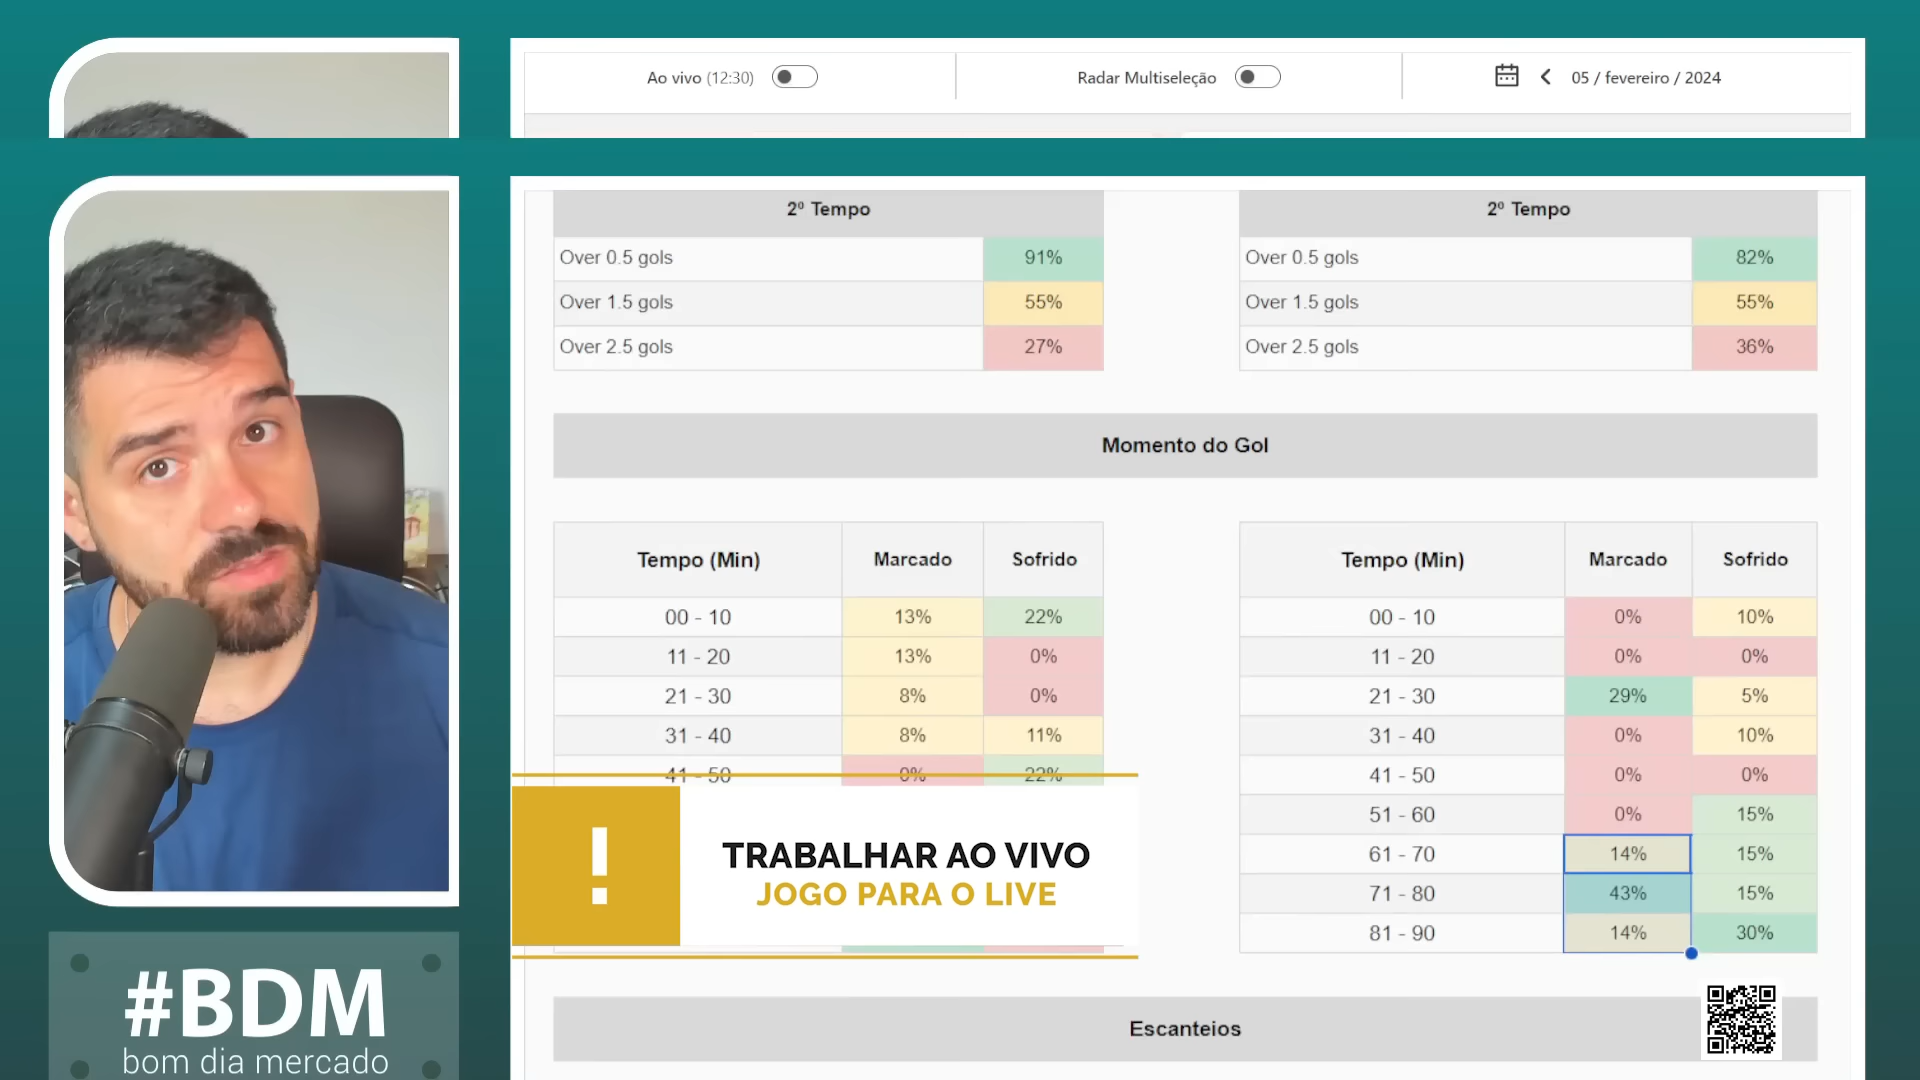 Ao vivo (12:30)
Radar Multiseleção
05 / fevereiro / 2024
2º Tempo
Over 0.5 gols 91%
Over 1.5 gols 55%
Over 2.5 gols 27%
2º Tempo
Over 0.5 gols 82%
Over 1.5 gols 55%
Over 2.5 gols 36%
Momento do Gol
Tempo (Min) Marcado Sofrido
00 - 10 13% 22%
11 - 20 13% 0%
21 - 30 8% 0%
31 - 40 8% 11%
41 - 50 0% 22%
Tempo (Min) Marcado Sofrido
00 - 10 0% 10%
11 - 20 0% 0%
21 - 30 29% 5%
31 - 40 0% 10%
41 - 50 0% 0%
51 - 60 0% 15%
61 - 70 14% 15%
71 - 80 43% 15%
81 - 90 14% 30%
!
TRABALHAR AO VIVO
JOGO PARA O LIVE
Escanteios
#BDM
bom dia mercado